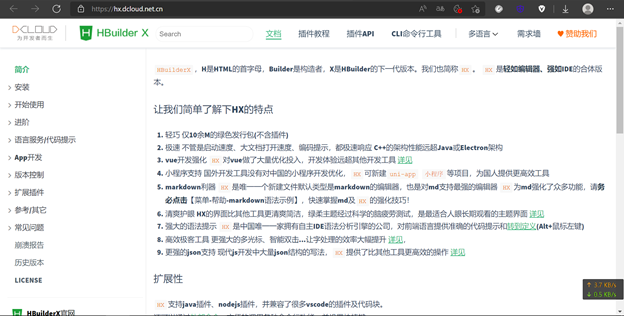 https://hx.dcloud.net.cn
DCLOUD
为开发者而生
HBuilder X
Search
文档
插件教程
插件API
CLI命令行工具
多语言
需求墙
赞助我们
简介
安装
开始使用
进阶
语言服务/代码提示
App开发
版本控制
扩展插件
参考/其它
常见问题
崩溃报告
历史版本
LICENSE
HBuilderX官网
HBuilderX ，H是HTML的首字母，Builder是构造者，X是HBuilder的下一代版本。我们也简称 HX 。 HX 是轻如编辑器、强如IDE的合体版
本。
让我们简单了解下HX的特点
1. 轻巧 仅10余M的绿色发行包(不含插件)
2. 极速 不管是启动速度、大文档打开速度、编码提示，都极速响应 C++的架构性能远超Java或Electron架构
3. vue开发强化 HX 对vue做了大量优化投入，开发体验远超其他开发工具 详见
4. 小程序支持 国外开发工具没有对中国的小程序开发优化， HX 可新建 uni-app 小程序 等项目，为国人提供更高效工具
5. markdown利器 HX 是唯一一个新建文件默认类型是markdown的编辑器，也是对md支持最强的编辑器 HX 为md强化了众多功能，请务
必点击【菜单-帮助-markdown语法示例】，快速掌握md及 HX 的强化技巧！
6. 清爽护眼 HX的界面比其他工具更清爽简洁，绿柔主题经过科学的脑疲劳测试，是最适合人眼长期观看的主题界面 详见
7. 强大的语法提示 HX 是中国唯一一家拥有自主IDE语法分析引擎的公司，对前端语言提供准确的代码提示和转到定义(Alt+鼠标左键)
8. 高效极客工具 更强大的多光标、智能双击...让字处理的效率大幅提升 详见。
9. 更强的json支持 现代js开发中大量json结构的写法， HX 提供了比其他工具更高效的操作 详见
扩展性
HX 支持java插件、nodejs插件，并兼容了很多vscode的插件及代码块。
↑ 3.7 KB/s
↓ 0.5 KB/s